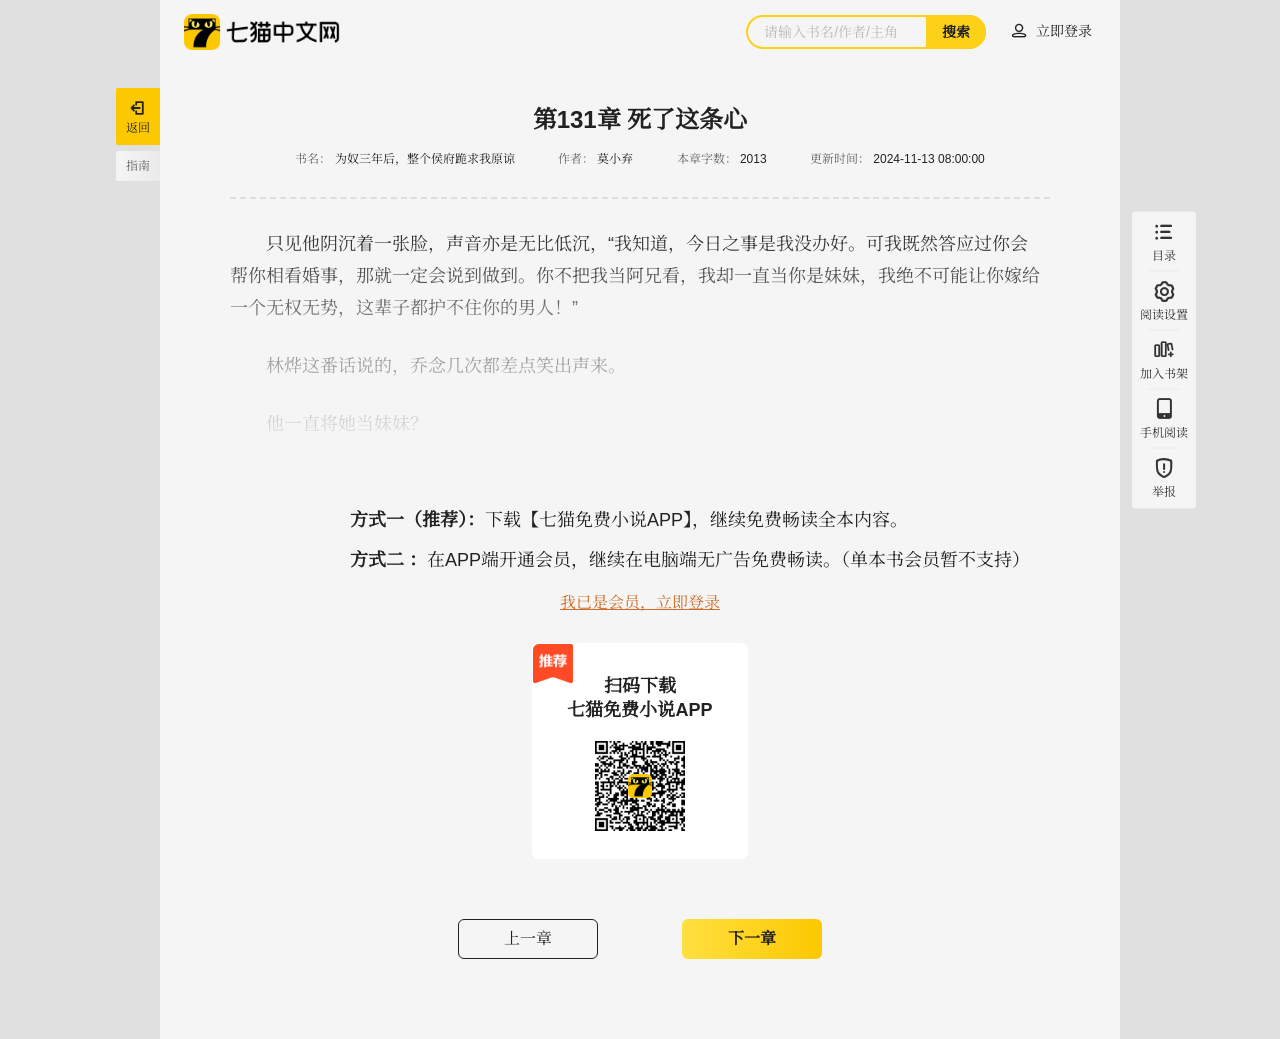 七猫中文网
请输入书名/作者/主角
搜索
立即登录
返回
指南
第131章 死了这条心
书名： 为奴三年后，整个侯府跪求我原谅 作者： 莫小弃 本章字数： 2013 更新时间： 2024-11-13 08:00:00
只见他阴沉着一张脸，声音亦是无比低沉，“我知道，今日之事是我没办好。可我既然答应过你会
帮你相看婚事，那就一定会说到做到。你不把我当阿兄看，我却一直当你是妹妹，我绝不可能让你嫁给
一个无权无势，这辈子都护不住你的男人！”
林烨这番话说的，乔念几次都差点笑出声来。
他一直将她当妹妹？
目录
阅读设置
加入书架
手机阅读
举报
方式一（推荐）： 下载【七猫免费小说APP】，继续免费畅读全本内容。
方式二 ： 在APP端开通会员，继续在电脑端无广告免费畅读。（单本书会员暂不支持）
我已是会员，立即登录
推荐
扫码下载
七猫免费小说APP
上一章
下一章